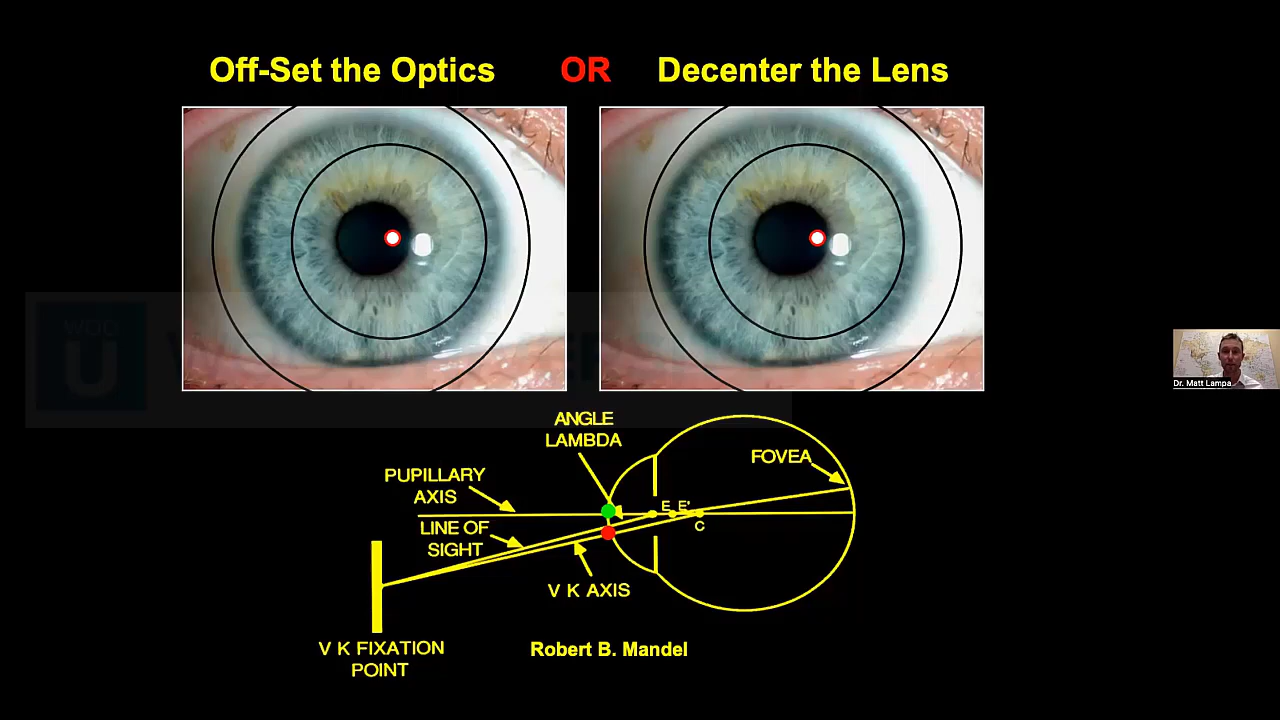 Off-Set the Optics OR Decenter the Lens
WOO
U
Dr. Matt Lampa
ANGLE
LAMBDA
PUPILLARY
AXIS
LINE OF
SIGHT
FOVEA
E E'
C
V K AXIS
V K FIXATION
POINT
Robert B. Mandel